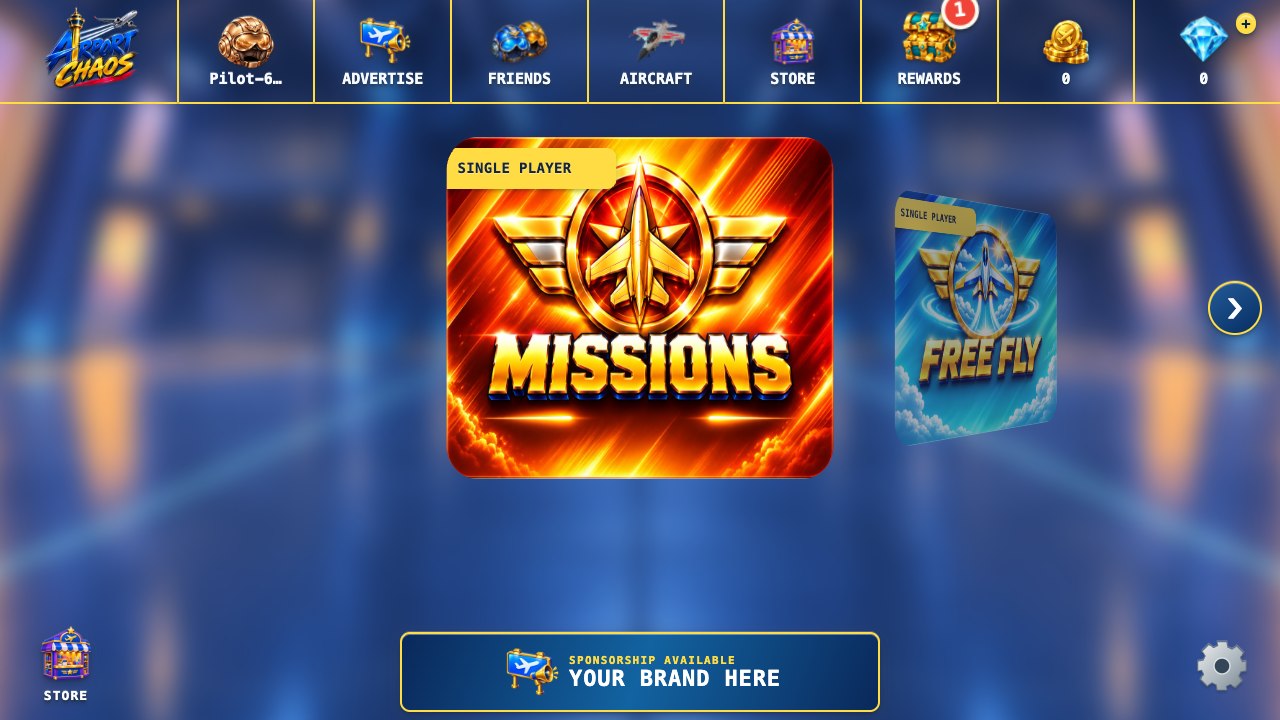 AIRPORT
CHAOS
Pilot-6…
ADVERTISE
FRIENDS
AIRCRAFT
STORE
1
REWARDS
0
+
0
SINGLE PLAYER
MISSIONS
SINGLE PLAYER
FREE FLY
STORE
SPONSORSHIP AVAILABLE
YOUR BRAND HERE